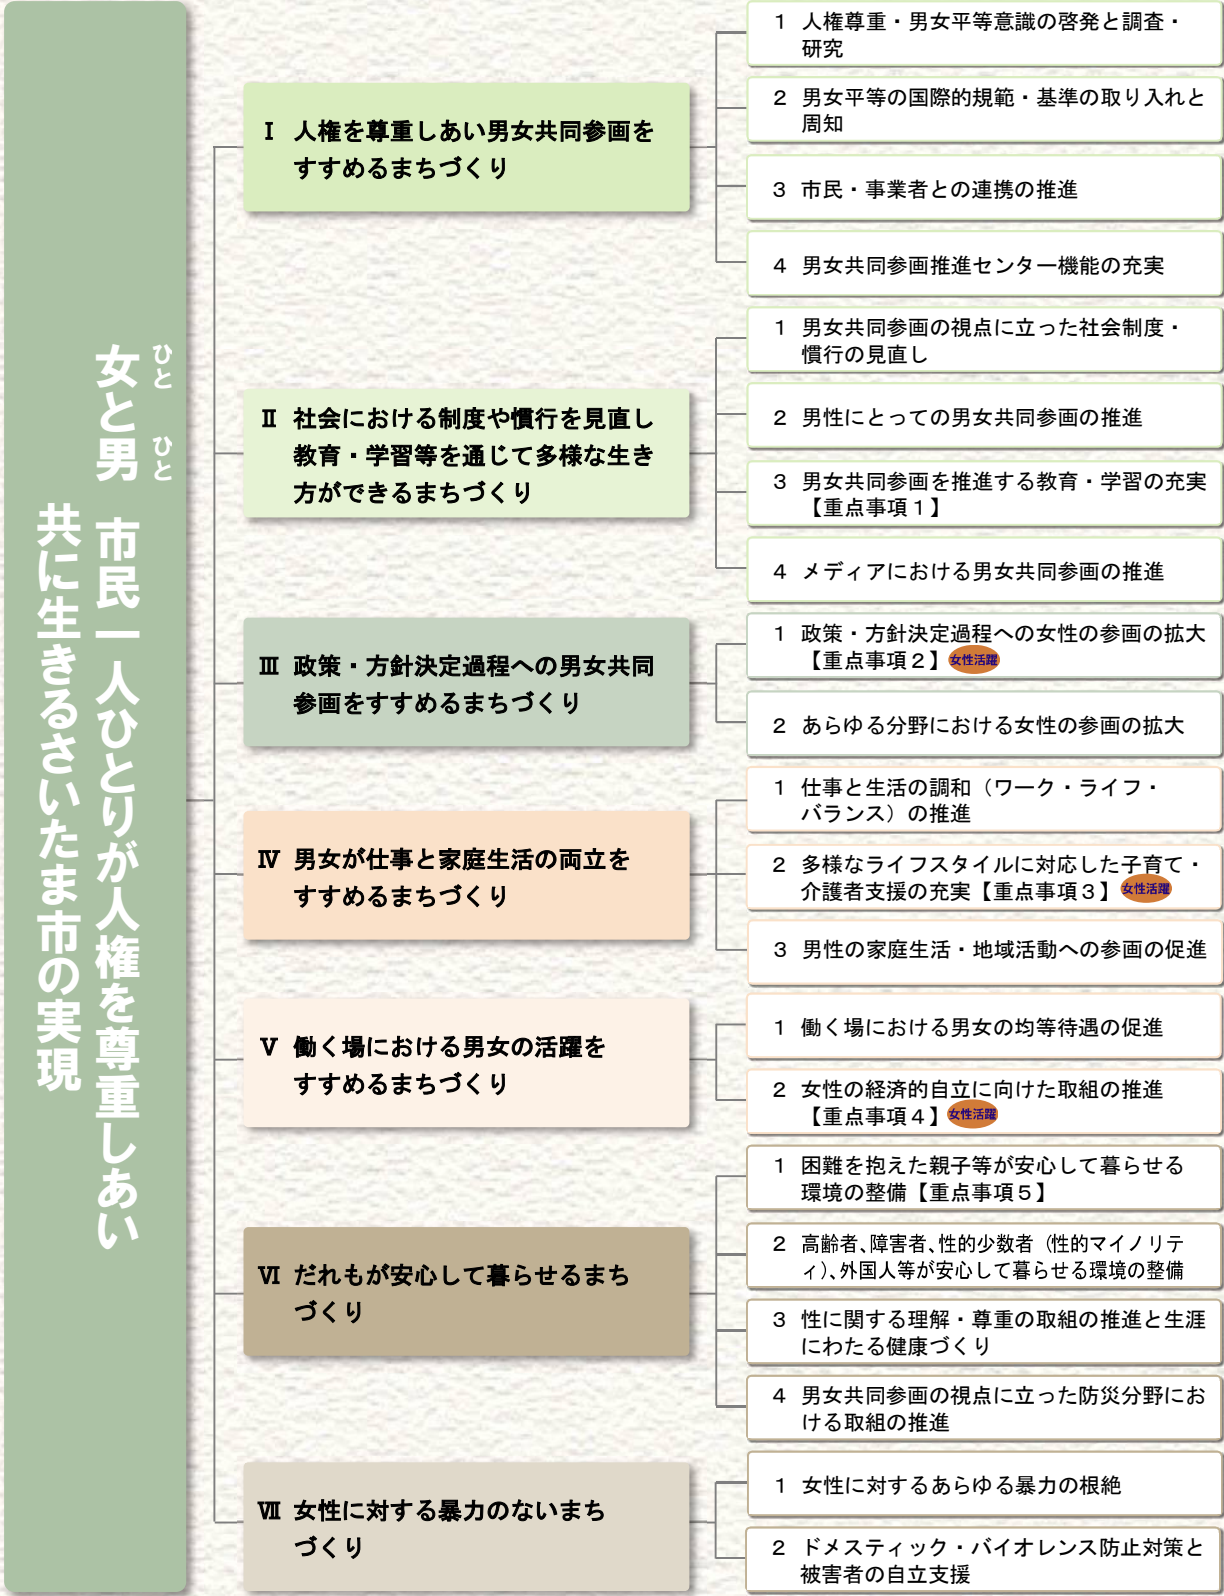 女と男 市民一人ひとりが人権を尊重しあい
ひと ひと
共に生きるさいたま市の実現
Ⅰ 人権を尊重しあい男女共同参画を
すすめるまちづくり
1 人権尊重・男女平等意識の啓発と調査・
研究
2 男女平等の国際的規範・基準の取り入れと
周知
3 市民・事業者との連携の推進
4 男女共同参画推進センター機能の充実
Ⅱ 社会における制度や慣行を見直し
教育・学習等を通じて多様な生き
方ができるまちづくり
1 男女共同参画の視点に立った社会制度・
慣行の見直し
2 男性にとっての男女共同参画の推進
3 男女共同参画を推進する教育・学習の充実
【重点事項１】
4 メディアにおける男女共同参画の推進
Ⅲ 政策・方針決定過程への男女共同
参画をすすめるまちづくり
1 政策・方針決定過程への女性の参画の拡大
【重点事項２】 女性活躍
2 あらゆる分野における女性の参画の拡大
Ⅳ 男女が仕事と家庭生活の両立を
すすめるまちづくり
1 仕事と生活の調和（ワーク・ライフ・
バランス）の推進
2 多様なライフスタイルに対応した子育て・
介護者支援の充実【重点事項３】 女性活躍
3 男性の家庭生活・地域活動への参画の促進
Ⅴ 働く場における男女の活躍を
すすめるまちづくり
1 働く場における男女の均等待遇の促進
2 女性の経済的自立に向けた取組の推進
【重点事項４】 女性活躍
Ⅵ だれもが安心して暮らせるまち
づくり
1 困難を抱えた親子等が安心して暮らせる
環境の整備【重点事項５】
2 高齢者、障害者、性的少数者（性的マイノリテ
ィ）、外国人等が安心して暮らせる環境の整備
3 性に関する理解・尊重の取組の推進と生涯
にわたる健康づくり
4 男女共同参画の視点に立った防災分野にお
ける取組の推進
Ⅶ 女性に対する暴力のないまち
づくり
1 女性に対するあらゆる暴力の根絶
2 ドメスティック・バイオレンス防止対策と
被害者の自立支援